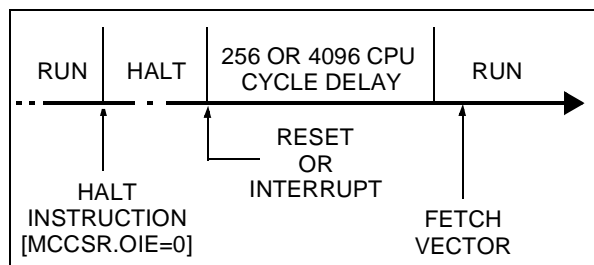 RUN
HALT
256 OR 4096 CPU
CYCLE DELAY
RUN
HALT
INSTRUCTION
[MCCSR.OIE=0]
RESET
OR
INTERRUPT
FETCH
VECTOR